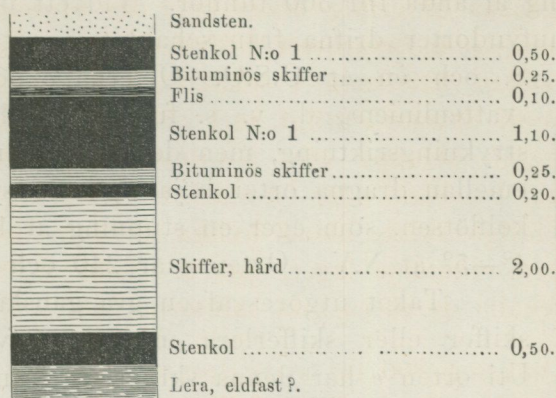 Sandsten.
Stenkol N:o 1 ........................ 0,50.
Bituminös skiffer .................... 0,25.
Flis ................................. 0,10.
Stenkol N:o 1 ........................ 1,10.
Bituminös skiffer .................... 0,25.
Stenkol .............................. 0,20.
Skiffer, hård ........................ 2,00.
Stenkol .............................. 0,50.
Lera, eldfast?.